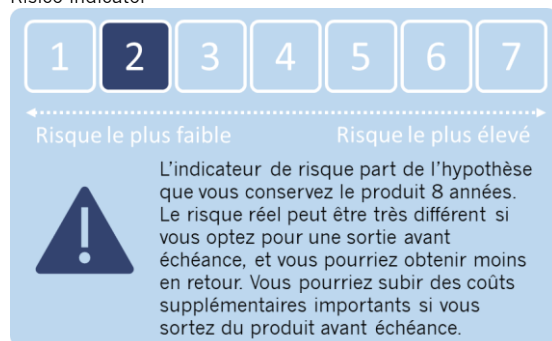 Risico-indicator
1 2 3 4 5 6 7
Risque le plus faible Risque le plus élevé
L'indicateur de risque part de l'hypothèse
que vous conservez le produit 8 années.
Le risque réel peut être très différent si
vous optez pour une sortie avant
échéance, et vous pourriez obtenir moins
en retour. Vous pourriez subir des coûts
supplémentaires importants si vous
sortez du produit avant échéance.